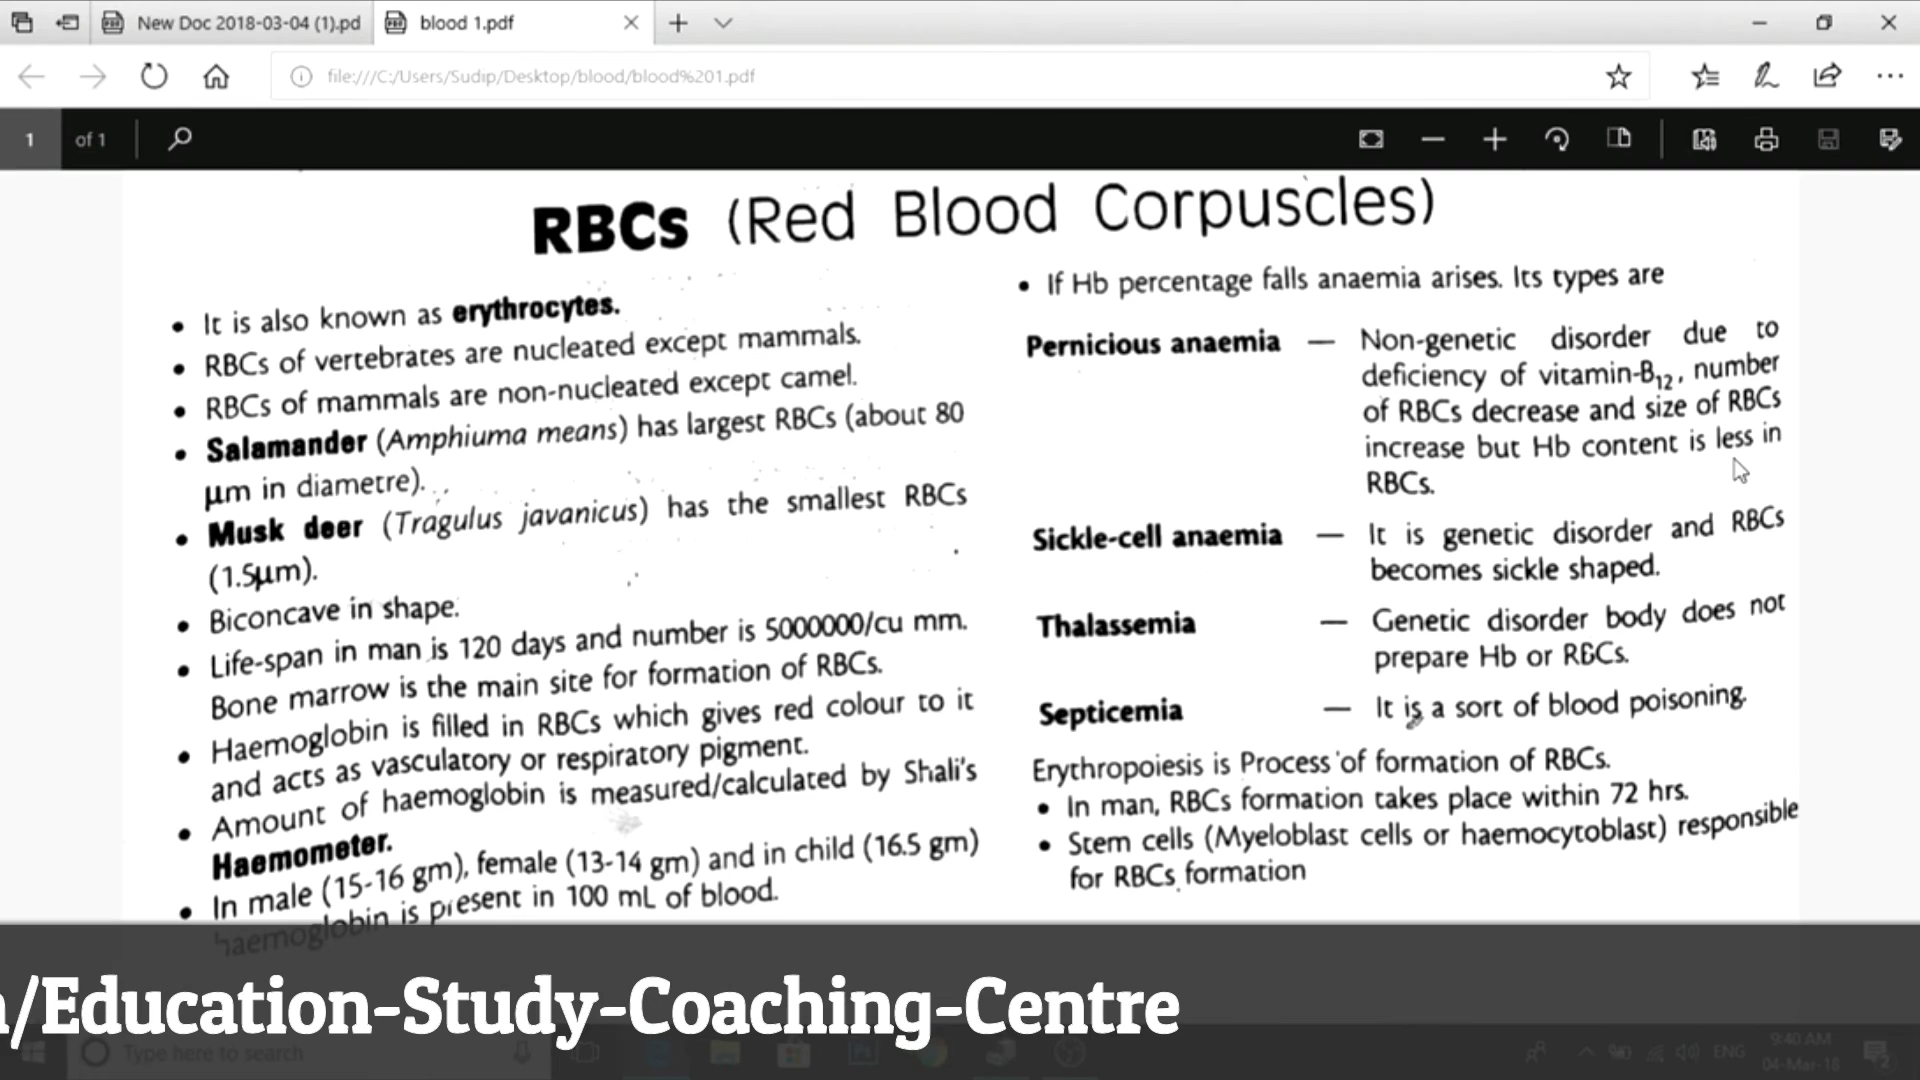 New Doc 2018-03-04 (1).pd
blood 1.pdf
file:///C:/Users/Sudip/Desktop/blood/blood%201.pdf
1 of 1
RBCs (Red Blood Corpuscles)
• It is also known as erythrocytes.
• RBCs of vertebrates are nucleated except mammals.
• RBCs of mammals are non-nucleated except camel.
• Salamander (Amphiuma means) has largest RBCs (about 80
μm in diametre).
• Musk deer (Tragulus javanicus) has the smallest RBCs
(1.5μm).
• Biconcave in shape.
• Life-span in man is 120 days and number is 5000000/cu mm.
Bone marrow is the main site for formation of RBCs.
• Haemoglobin is filled in RBCs which gives red colour to it
and acts as vasculatory or respiratory pigment.
• Amount of haemoglobin is measured/calculated by Shali's
Haemometer.
• In male (15-16 gm), female (13-14 gm) and in child (16.5 gm)
haemoglobin is present in 100 mL of blood.
• If Hb percentage falls anaemia arises. Its types are
Pernicious anaemia — Non-genetic disorder due to
deficiency of vitamin-B12, number
of RBCs decrease and size of RBCs
increase but Hb content is less in
RBCs.
Sickle-cell anaemia — It is genetic disorder and RBCs
becomes sickle shaped.
Thalassemia — Genetic disorder body does not
prepare Hb or RBCs.
Septicemia — It is a sort of blood poisoning.
Erythropoiesis is Process of formation of RBCs.
• In man, RBCs formation takes place within 72 hrs.
• Stem cells (Myeloblast cells or haemocytoblast) responsible
for RBCs formation
/Education-Study-Coaching-Centre
Type here to search
ENG
9:40 AM
04-Mar-18